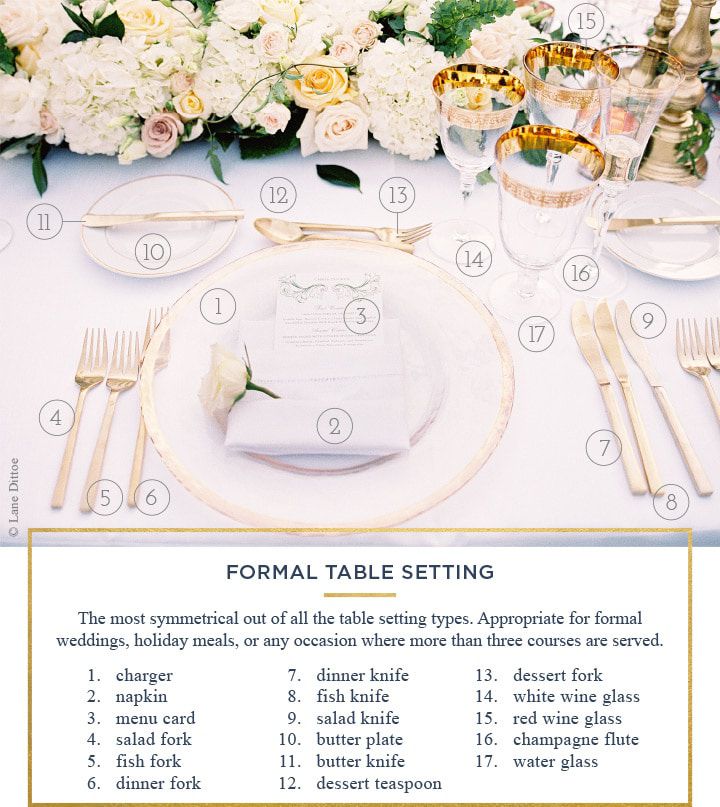 15
12
13
11
10
14
16
1
3
9
17
4
2
7
5
6
8
© Lane Dittoe
FORMAL TABLE SETTING
The most symmetrical out of all the table setting types. Appropriate for formal
weddings, holiday meals, or any occasion where more than three courses are served.
1. charger
2. napkin
3. menu card
4. salad fork
5. fish fork
6. dinner fork
7. dinner knife
8. fish knife
9. salad knife
10. butter plate
11. butter knife
12. dessert teaspoon
13. dessert fork
14. white wine glass
15. red wine glass
16. champagne flute
17. water glass